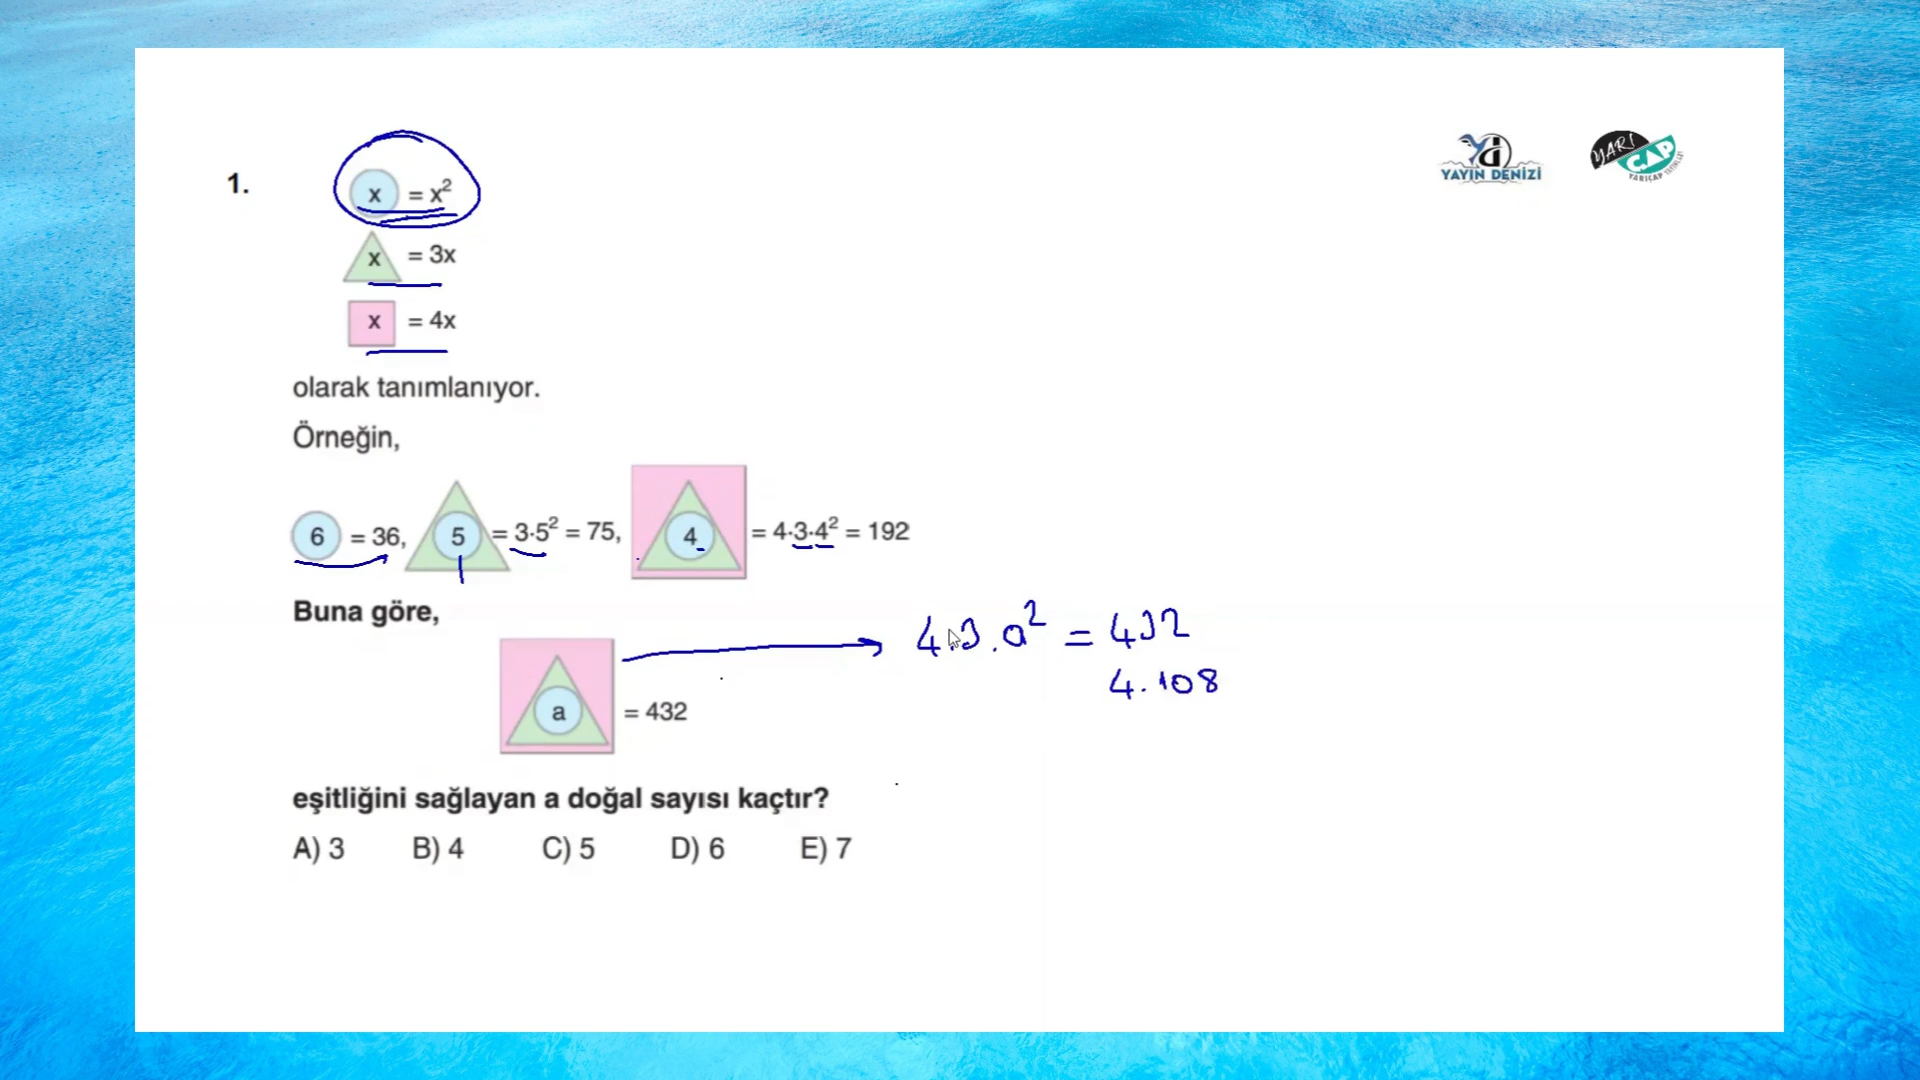 1.
x = x²
x = 3x
x = 4x
olarak tanımlanıyor.
Örneğin,
6 = 36, 5 = 3·5² = 75, 4 = 4·3·4² = 192
Buna göre,
4.3.a² = 432
4.108
a = 432
eşitliğini sağlayan a doğal sayısı kaçtır?
A) 3 B) 4 C) 5 D) 6 E) 7
YAYIN DENİZİ
YARI ÇAP
YARIÇAP YAYINLARI